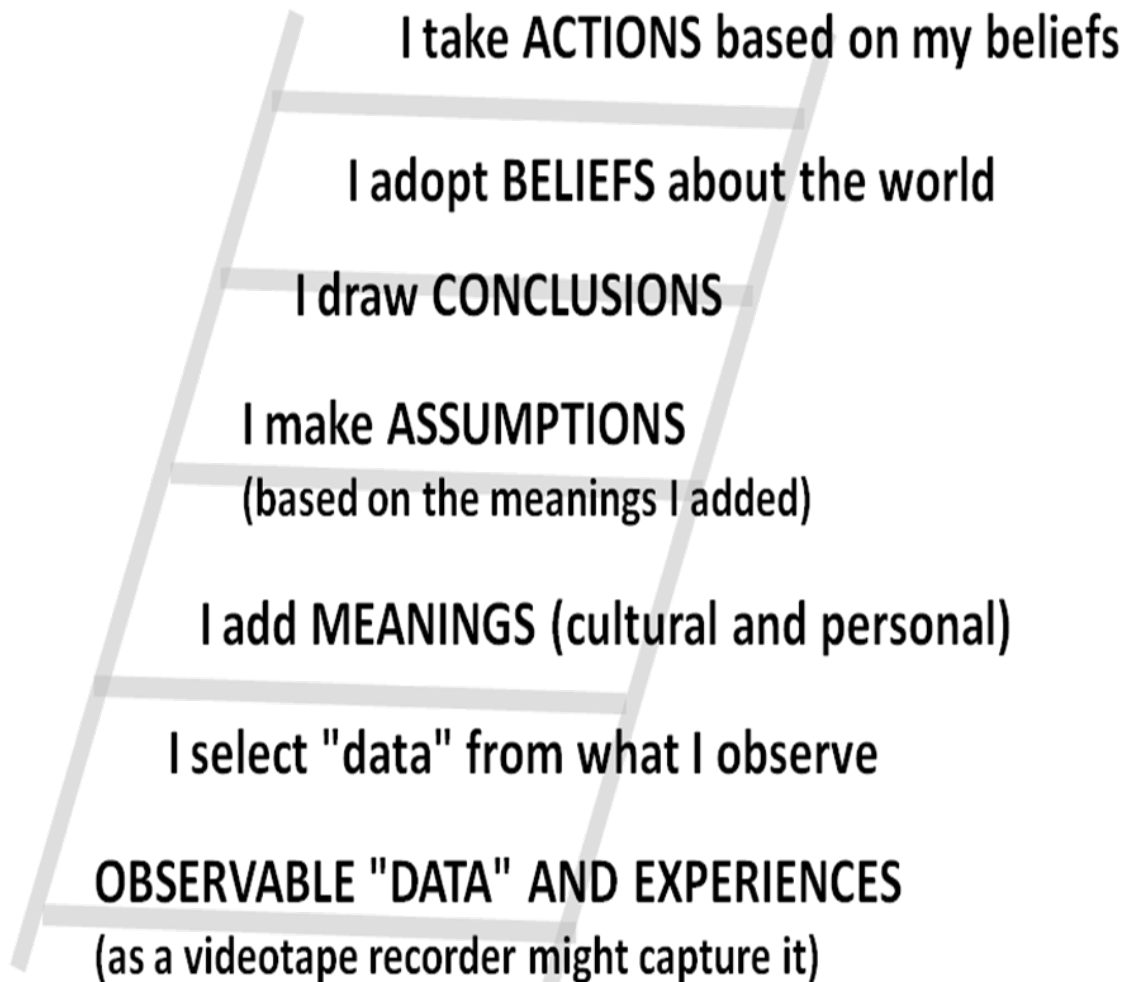 I take ACTIONS based on my beliefs
I adopt BELIEFS about the world
I draw CONCLUSIONS
I make ASSUMPTIONS
(based on the meanings I added)
I add MEANINGS (cultural and personal)
I select "data" from what I observe
OBSERVABLE "DATA" AND EXPERIENCES
(as a videotape recorder might capture it)